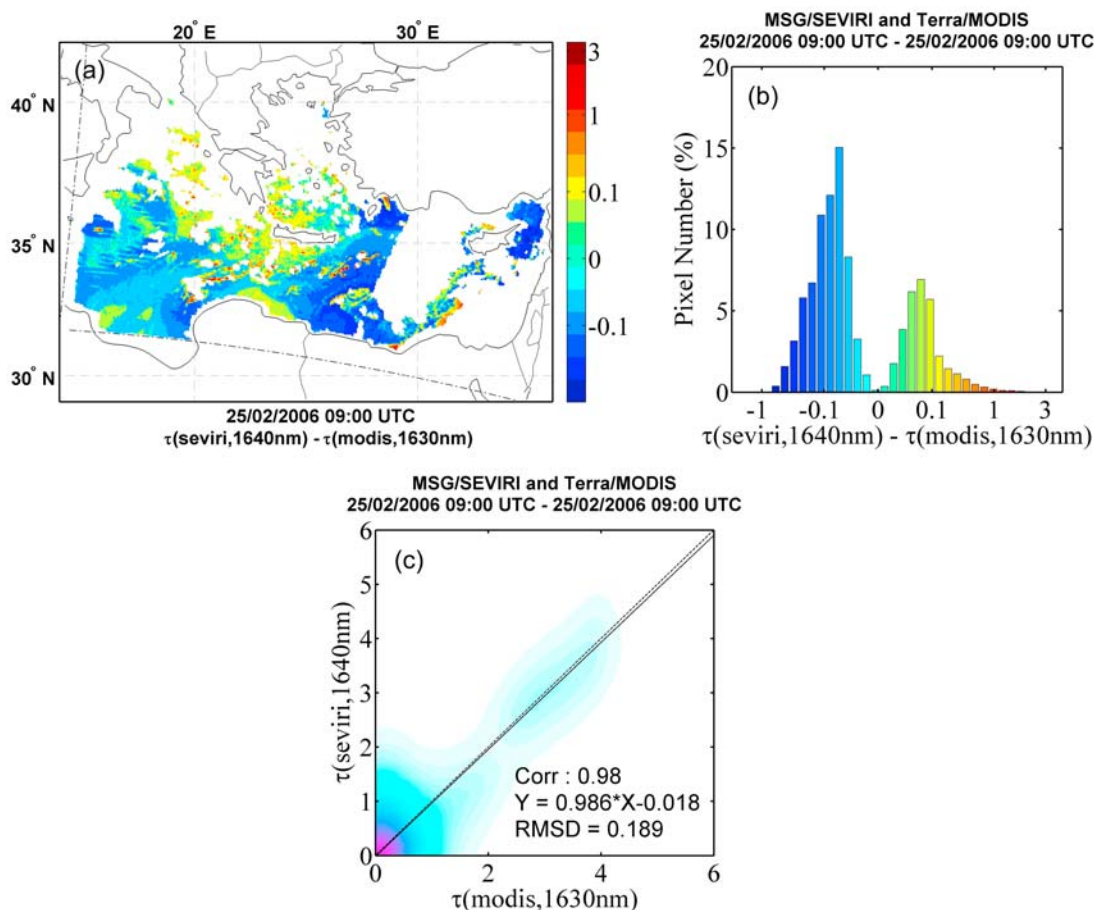 20° E
30° E
(a)
40° N
35° N
30° N
3
1
0.1
0
-0.1
25/02/2006 09:00 UTC
τ(seviri,1640nm) - τ(modis,1630nm)
MSG/SEVIRI and Terra/MODIS
25/02/2006 09:00 UTC - 25/02/2006 09:00 UTC
(b)
Pixel Number (%)
20
15
10
5
0
-1 -0.1 0 0.1 1 3
τ(seviri,1640nm) - τ(modis,1630nm)
MSG/SEVIRI and Terra/MODIS
25/02/2006 09:00 UTC - 25/02/2006 09:00 UTC
(c)
τ(seviri,1640nm)
6
5
4
3
2
1
0
Corr : 0.98
Y = 0.986*X-0.018
RMSD = 0.189
0 2 4 6
τ(modis,1630nm)